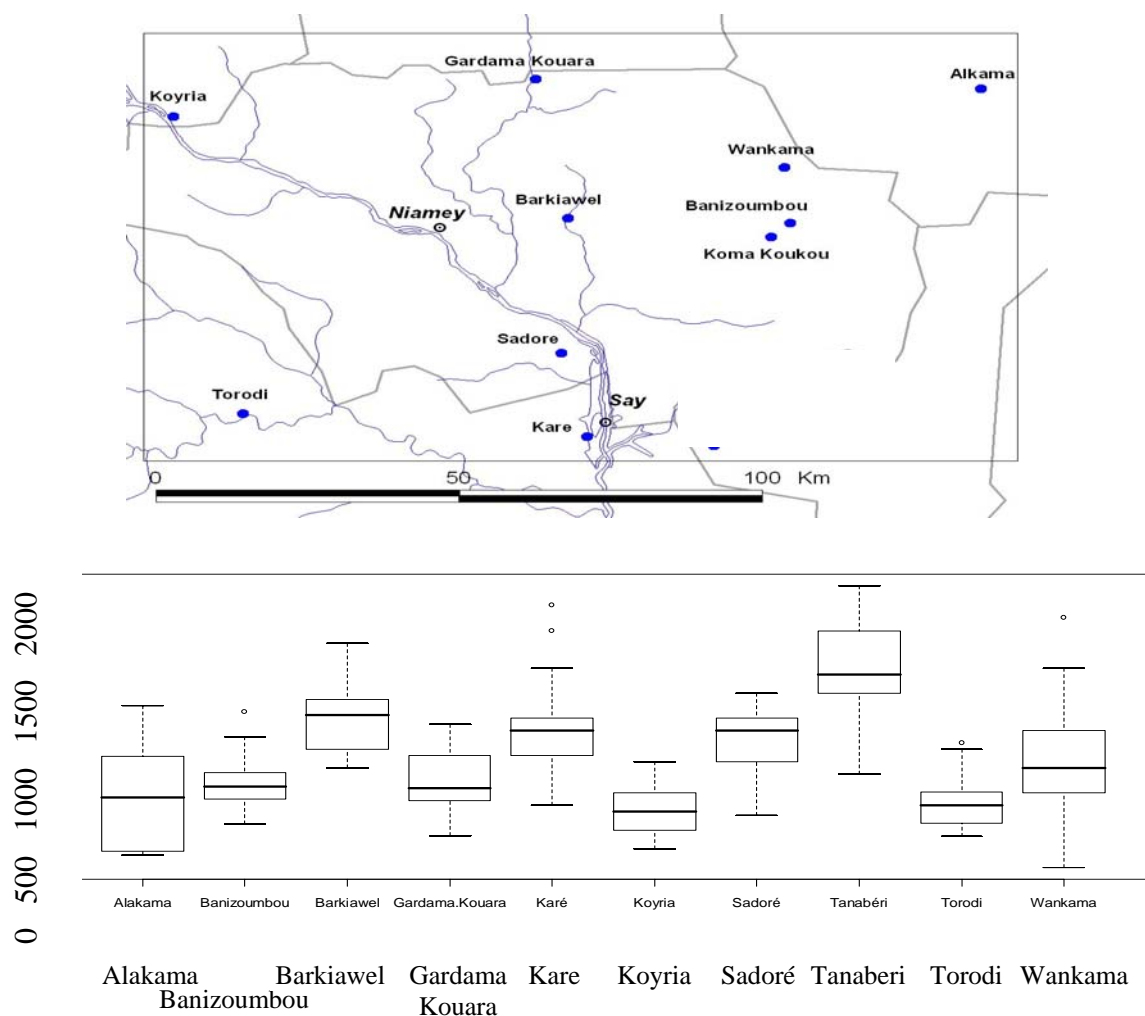 Gardama Kouara
Alkama
Koyria
Wankama
Barkiawel
Banizoumbou
Niamey
Koma Koukou
Sadore
Torodi
Say
Kare
0 50 100 Km
2000
1500
1000
500
0
Alakama Banizoumbou Barkiawel Gardama.Kouara Karé Koyria Sadoré Tanabéri Torodi Wankama
Alakama Barkiawel Gardama Kare Koyria Sadoré Tanaberi Torodi Wankama
Banizoumbou Kouara